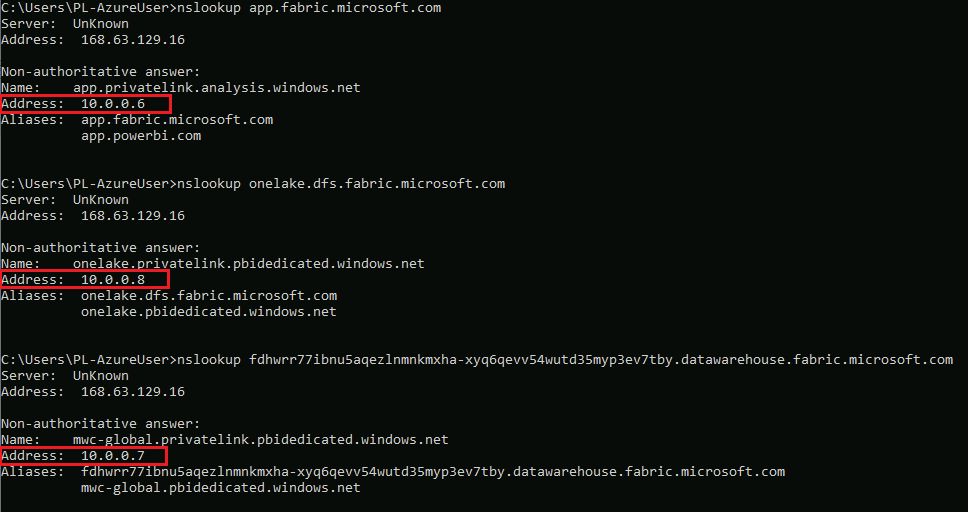 C:\Users\PL-AzureUser>nslookup app.fabric.microsoft.com
Server:  UnKnown
Address:  168.63.129.16
Non-authoritative answer:
Name:    app.privatelink.analysis.windows.net
Address:  10.0.0.6
Aliases:  app.fabric.microsoft.com
          app.powerbi.com
C:\Users\PL-AzureUser>nslookup onelake.dfs.fabric.microsoft.com
Server:  UnKnown
Address:  168.63.129.16
Non-authoritative answer:
Name:    onelake.privatelink.pbidedicated.windows.net
Address:  10.0.0.8
Aliases:  onelake.dfs.fabric.microsoft.com
          onelake.pbidedicated.windows.net
C:\Users\PL-AzureUser>nslookup fdhwrr77ibnu5aqezlnmnkmxha-xyq6qevv54wutd35myp3ev7tby.datawarehouse.fabric.microsoft.com
Server:  UnKnown
Address:  168.63.129.16
Non-authoritative answer:
Name:    mwc-global.privatelink.pbidedicated.windows.net
Address:  10.0.0.7
Aliases:  fdhwrr77ibnu5aqezlnmnkmxha-xyq6qevv54wutd35myp3ev7tby.datawarehouse.fabric.microsoft.com
          mwc-global.pbidedicated.windows.net